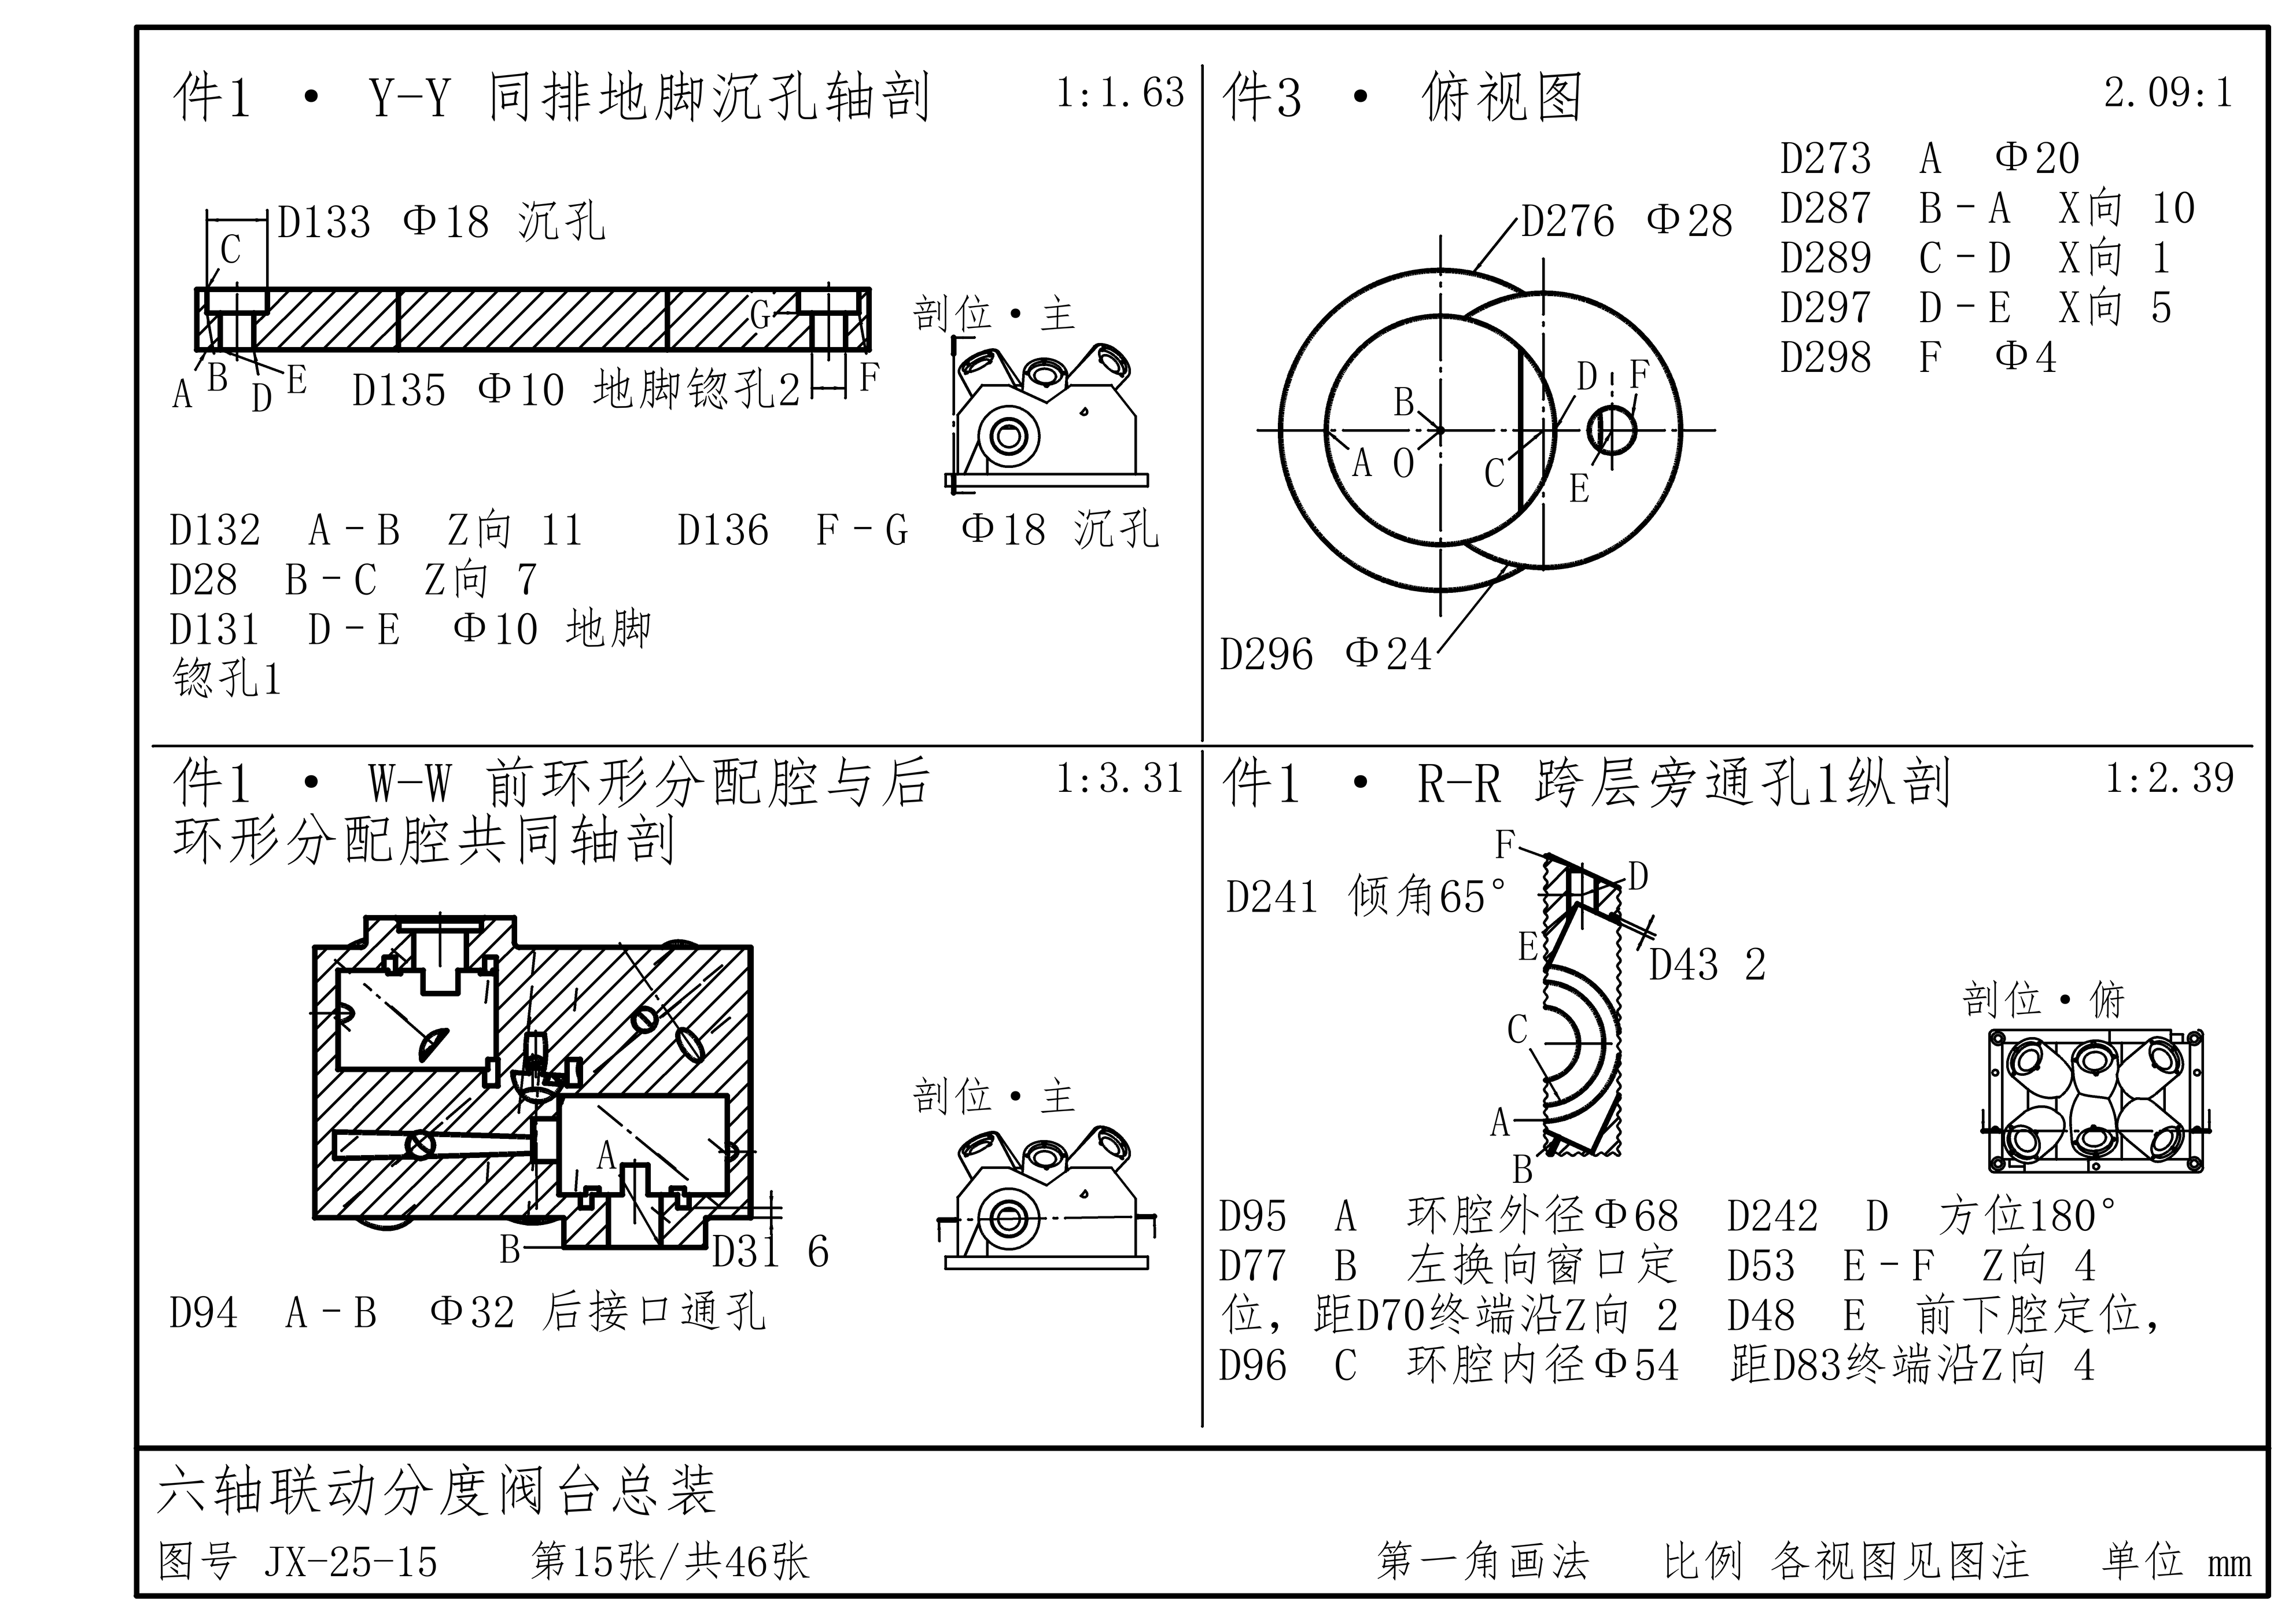 件1 • Y-Y 同排地脚沉孔轴剖 1:1.63
D133 Φ18 沉孔
C
G
A B D E
D135 Φ10 地脚锪孔2
F
剖位·主
D132 A-B Z向 11
D28 B-C Z向 7
D131 D-E Φ10 地脚
锪孔1
D136 F-G Φ18 沉孔
件3 • 俯视图 2.09:1
D273 A Φ20
D287 B-A X向 10
D289 C-D X向 1
D297 D-E X向 5
D298 F Φ4
D276 Φ28
D F
B
A O C E
D296 Φ24
件1 • W-W 前环形分配腔与后 1:3.31
环形分配腔共同轴剖
剖位·主
A
B
D31 6
D94 A-B Φ32 后接口通孔
件1 • R-R 跨层旁通孔1纵剖 1:2.39
F
D
D241 倾角65°
E
D43 2
C
A
B
剖位·俯
D95 A 环腔外径Φ68
D77 B 左换向窗口定
位，距D70终端沿Z向 2
D96 C 环腔内径Φ54
D242 D 方位180°
D53 E-F Z向 4
D48 E 前下腔定位，
距D83终端沿Z向 4
六轴联动分度阀台总装
图号 JX-25-15 第15张/共46张 第一角画法 比例 各视图见图注 单位 mm